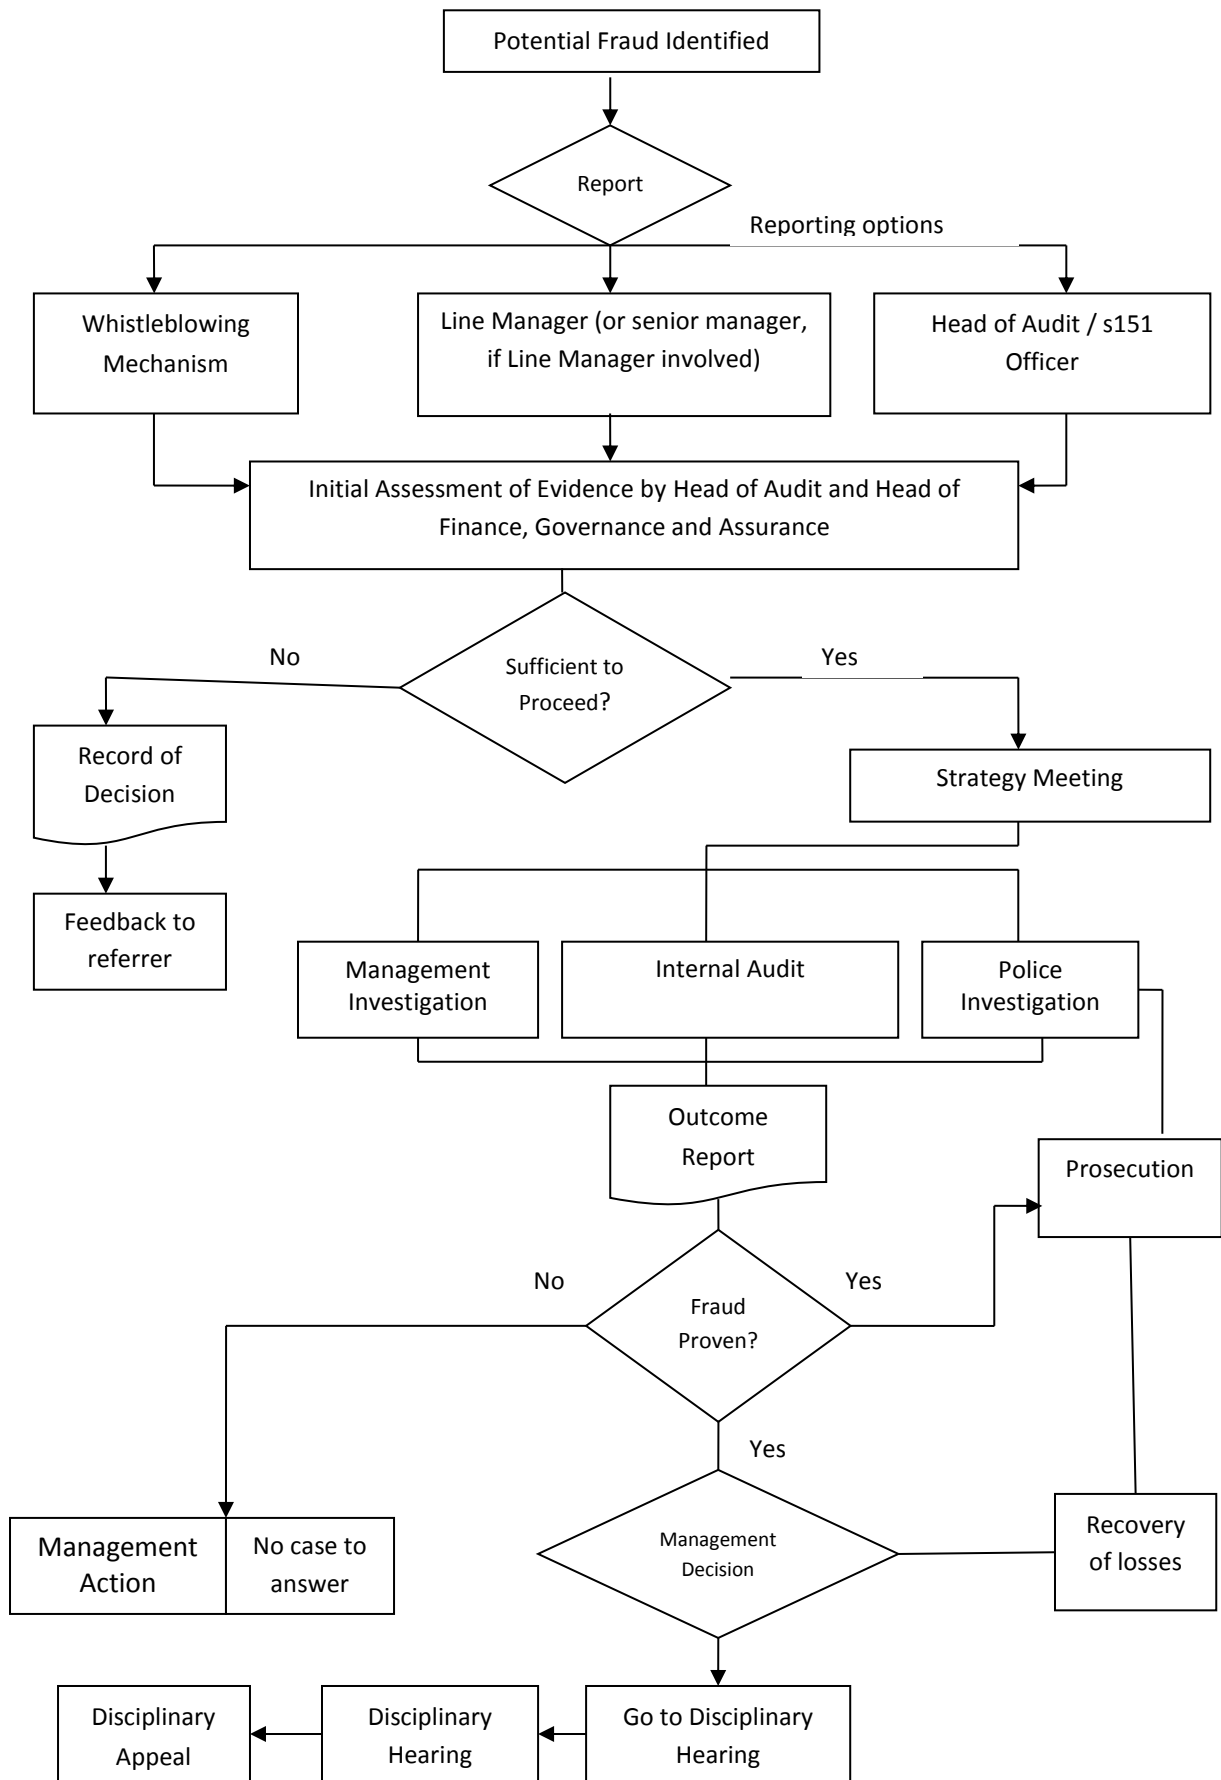 Potential Fraud Identified
Report
Reporting options
Whistleblowing
Mechanism
Line Manager (or senior manager,
if Line Manager involved)
Head of Audit / s151
Officer
Initial Assessment of Evidence by Head of Audit and Head of
Finance, Governance and Assurance
No
Sufficient to
Proceed?
Yes
Record of
Decision
Strategy Meeting
Feedback to
referrer
Management
Investigation
Internal Audit
Police
Investigation
Outcome
Report
Prosecution
No
Fraud
Proven?
Yes
Yes
Management
Action
No case to
answer
Management
Decision
Recovery
of losses
Disciplinary
Appeal
Disciplinary
Hearing
Go to Disciplinary
Hearing